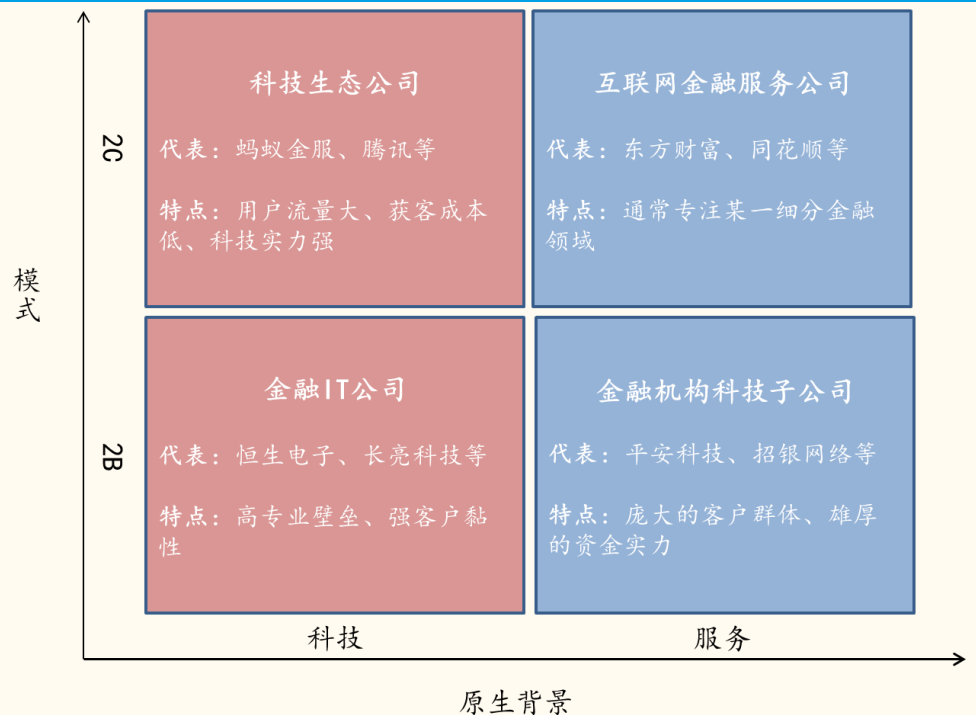 科技生态公司
代表：蚂蚁金服、腾讯等
特点：用户流量大、获客成本
低、科技实力强
互联网金融服务公司
代表：东方财富、同花顺等
特点：通常专注某一细分金融
领域
2C
模式
金融IT公司
代表：恒生电子、长亮科技等
特点：高专业壁垒、强客户黏
性
金融机构科技子公司
代表：平安科技、招银网络等
特点：庞大的客户群体、雄厚
的资金实力
2B
科技
服务
原生背景